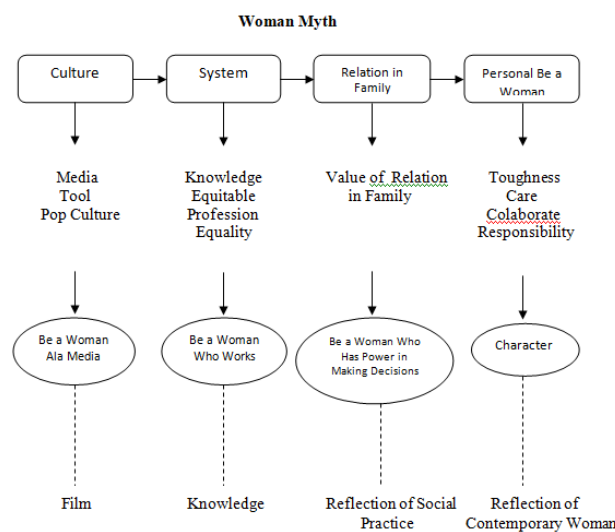 Woman Myth
Culture
System
Relation in
Family
Personal Be a
Woman
Media
Tool
Pop Culture
Knowledge
Equitable
Profession
Equality
Value of Relation
in Family
Toughness
Care
Colaborate
Responsibility
Be a Woman
Ala Media
Be a Woman
Who Works
Be a Woman Who
Has Power in
Making Decisions
Character
Film
Knowledge
Reflection of Social
Practice
Reflection of
Contemporary Woman